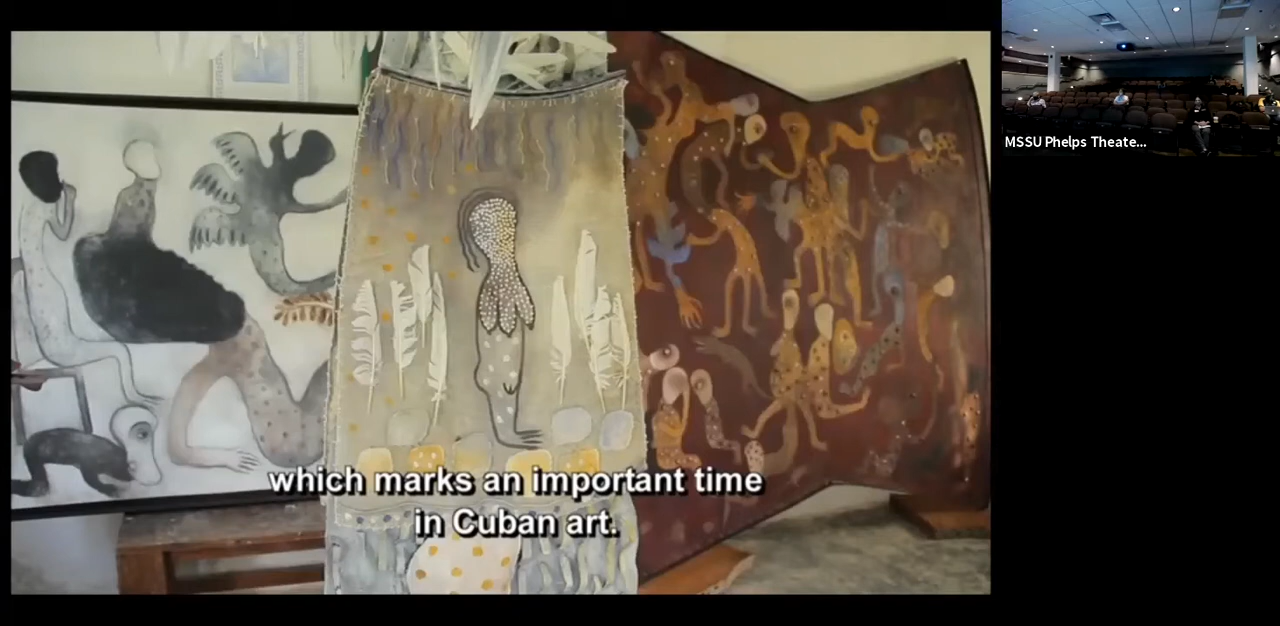 MSSU Phelps Theate...
which marks an important time
in Cuban art.